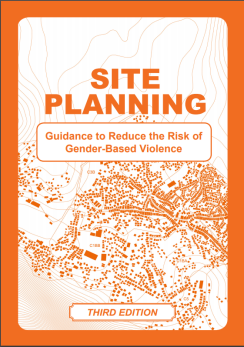 SITE
PLANNING
Guidance to Reduce the Risk of
Gender-Based Violence
THIRD EDITION